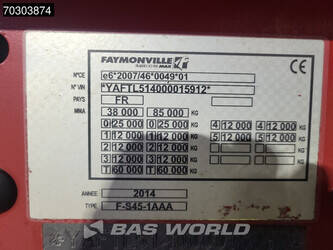 70303874
FAYMONVILLE
MAX
N°CE e6*2007/46*0049*01
N° VIN *YAFTL514000015912*
PAYS FR
MMA 38 000 85 000 KG
0 25 000 0 25 000 KG 4 12 000 4 12 000 KG
1 12 000 1 12 000 KG 5 12 000 5 12 000 KG
2 12 000 2 12 000 KG
3 12 000 3 12 000 KG
T 60 000 T 60 000 KG
ANNÉE 2014
TYPE F-S45-1AAA
BAS WORLD